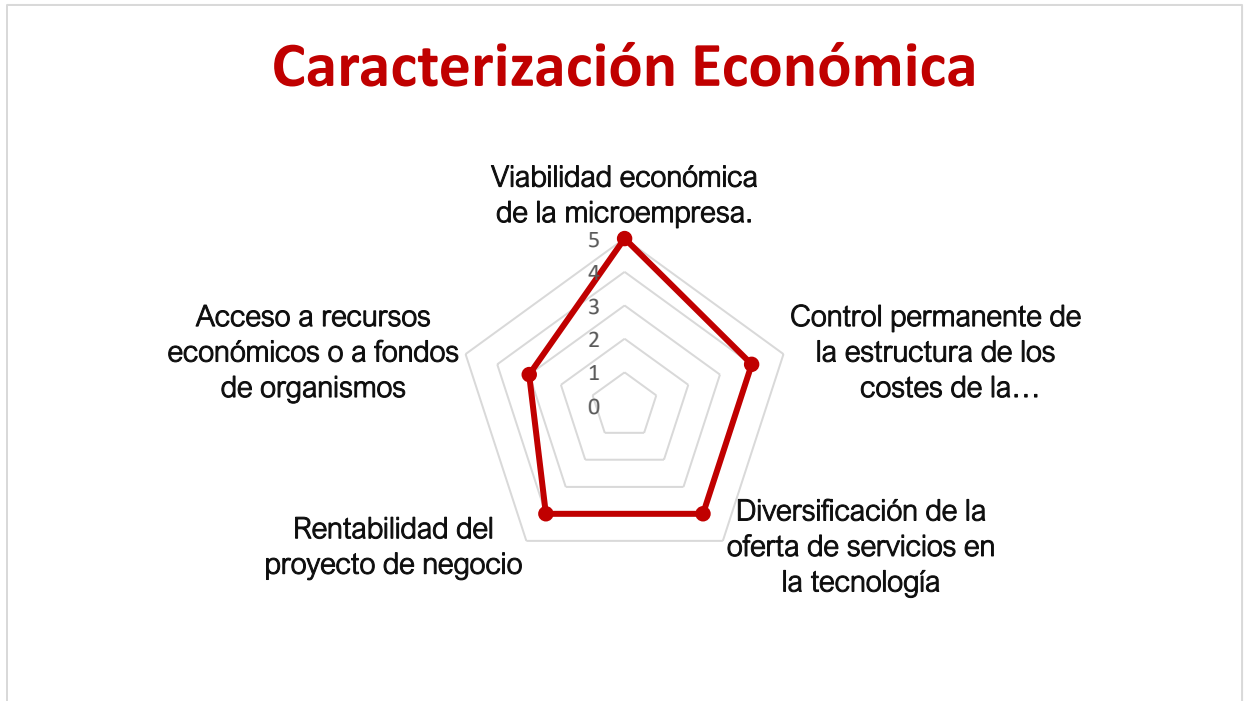 Caracterización Económica
Viabilidad económica
de la microempresa.
5
4
3
2
1
0
Control permanente de
la estructura de los
costes de la…
Diversificación de la
oferta de servicios en
la tecnología
Rentabilidad del
proyecto de negocio
Acceso a recursos
económicos o a fondos
de organismos